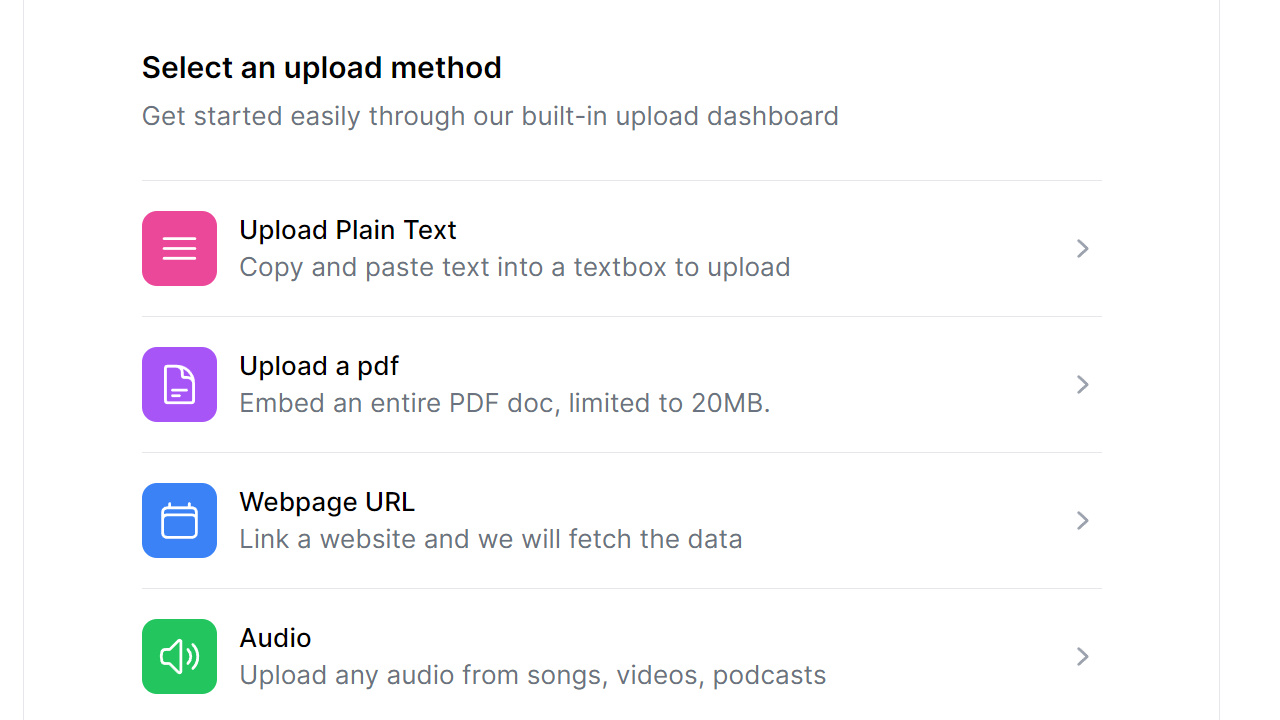 Select an upload method
Get started easily through our built-in upload dashboard
Upload Plain Text
Copy and paste text into a textbox to upload
Upload a pdf
Embed an entire PDF doc, limited to 20MB.
Webpage URL
Link a website and we will fetch the data
Audio
Upload any audio from songs, videos, podcasts